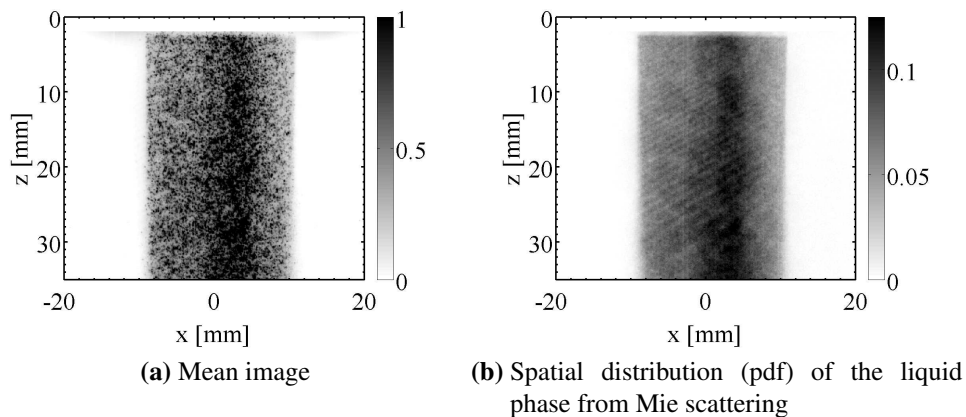 0
10
20
30
z [mm]
-20
0
20
x [mm]
1
0.5
0
(a) Mean image
0
10
20
30
z [mm]
-20
0
20
x [mm]
0.1
0.05
0
(b) Spatial distribution (pdf) of the liquid
phase from Mie scattering